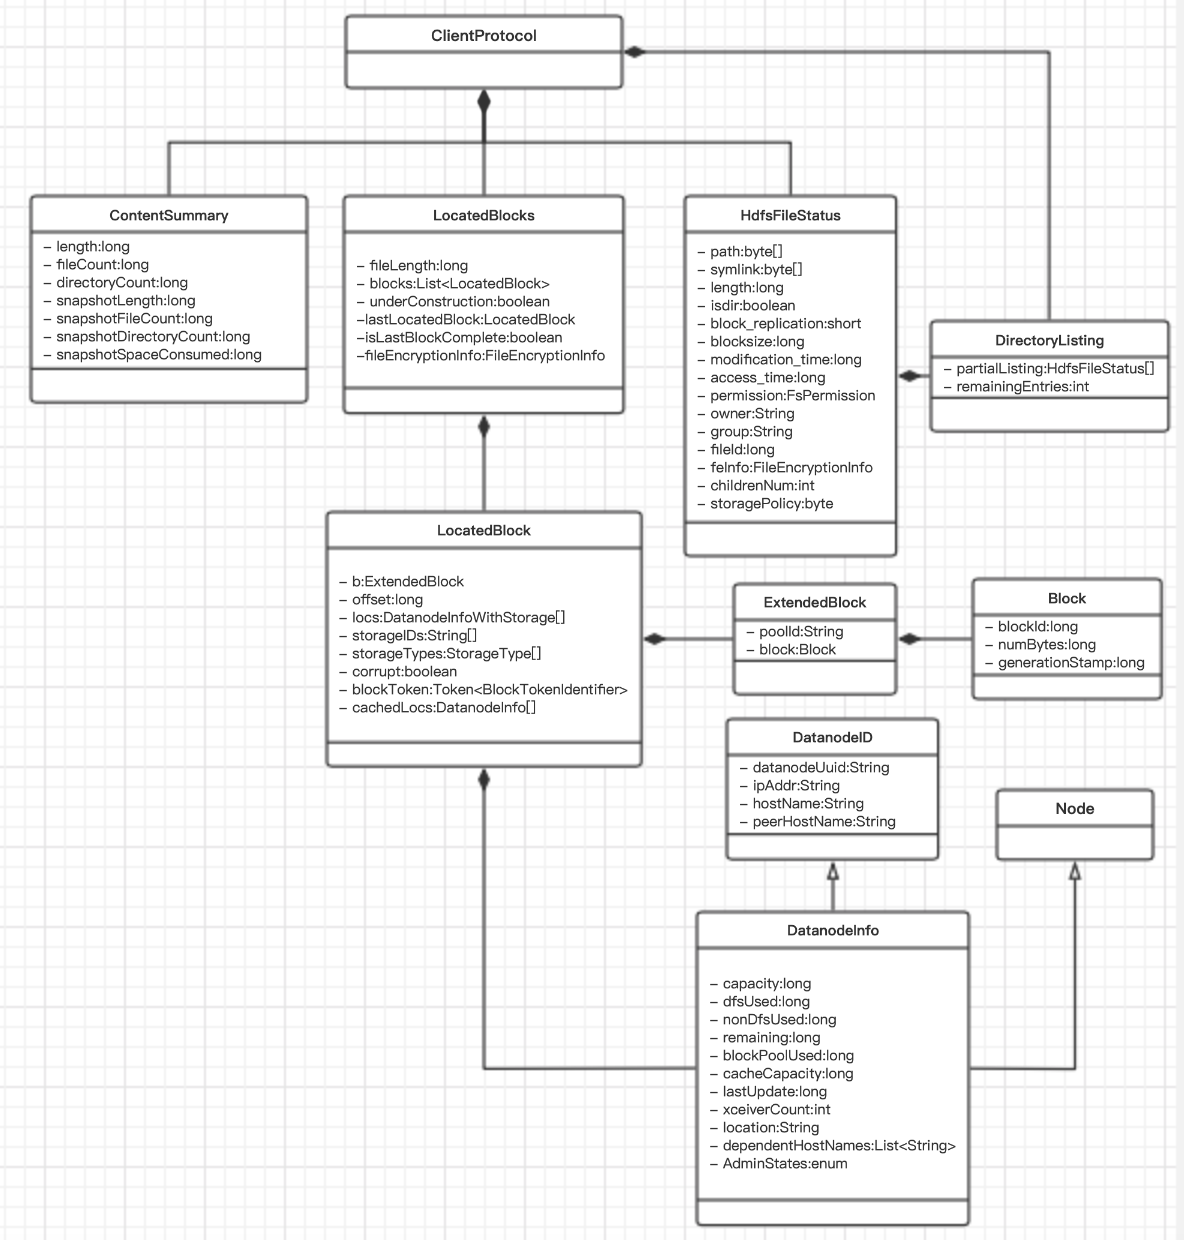 ClientProtocol
ContentSummary
- length:long
- fileCount:long
- directoryCount:long
- snapshotLength:long
- snapshotFileCount:long
- snapshotDirectoryCount:long
- snapshotSpaceConsumed:long
LocatedBlocks
- fileLength:long
- blocks:List<LocatedBlock>
- underConstruction:boolean
-lastLocatedBlock:LocatedBlock
-isLastBlockComplete:boolean
-fileEncryptionInfo:FileEncryptionInfo
HdfsFileStatus
- path:byte[]
- symlink:byte[]
- length:long
- isdir:boolean
- block_replication:short
- blocksize:long
- modification_time:long
- access_time:long
- permission:FsPermission
- owner:String
- group:String
- fileId:long
- feInfo:FileEncryptionInfo
- childrenNum:int
- storagePolicy:byte
DirectoryListing
- partialListing:HdfsFileStatus[]
- remainingEntries:int
LocatedBlock
- b:ExtendedBlock
- offset:long
- locs:DatanodeInfoWithStorage[]
- storageIDs:String[]
- storageTypes:StorageType[]
- corrupt:boolean
- blockToken:Token<BlockTokenIdentifier>
- cachedLocs:DatanodeInfo[]
ExtendedBlock
- poolId:String
- block:Block
Block
- blockId:long
- numBytes:long
- generationStamp:long
DatanodeID
- datanodeUuid:String
- ipAddr:String
- hostName:String
- peerHostName:String
Node
DatanodeInfo
- capacity:long
- dfsUsed:long
- nonDfsUsed:long
- remaining:long
- blockPoolUsed:long
- cacheCapacity:long
- lastUpdate:long
- xceiverCount:int
- location:String
- dependentHostNames:List<String>
- AdminStates:enum